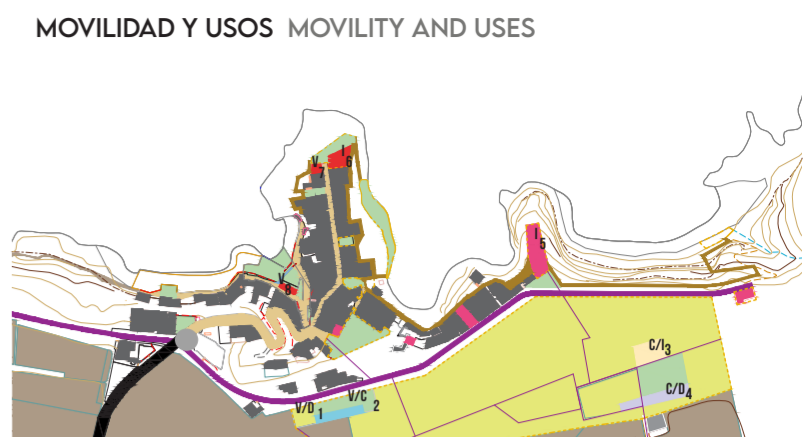 MOVILIDAD Y USOS MOVILITY AND USES
V 7
I 6
I 5
V 8
C/I 3
C/D 4
V/C 2
V/D 1